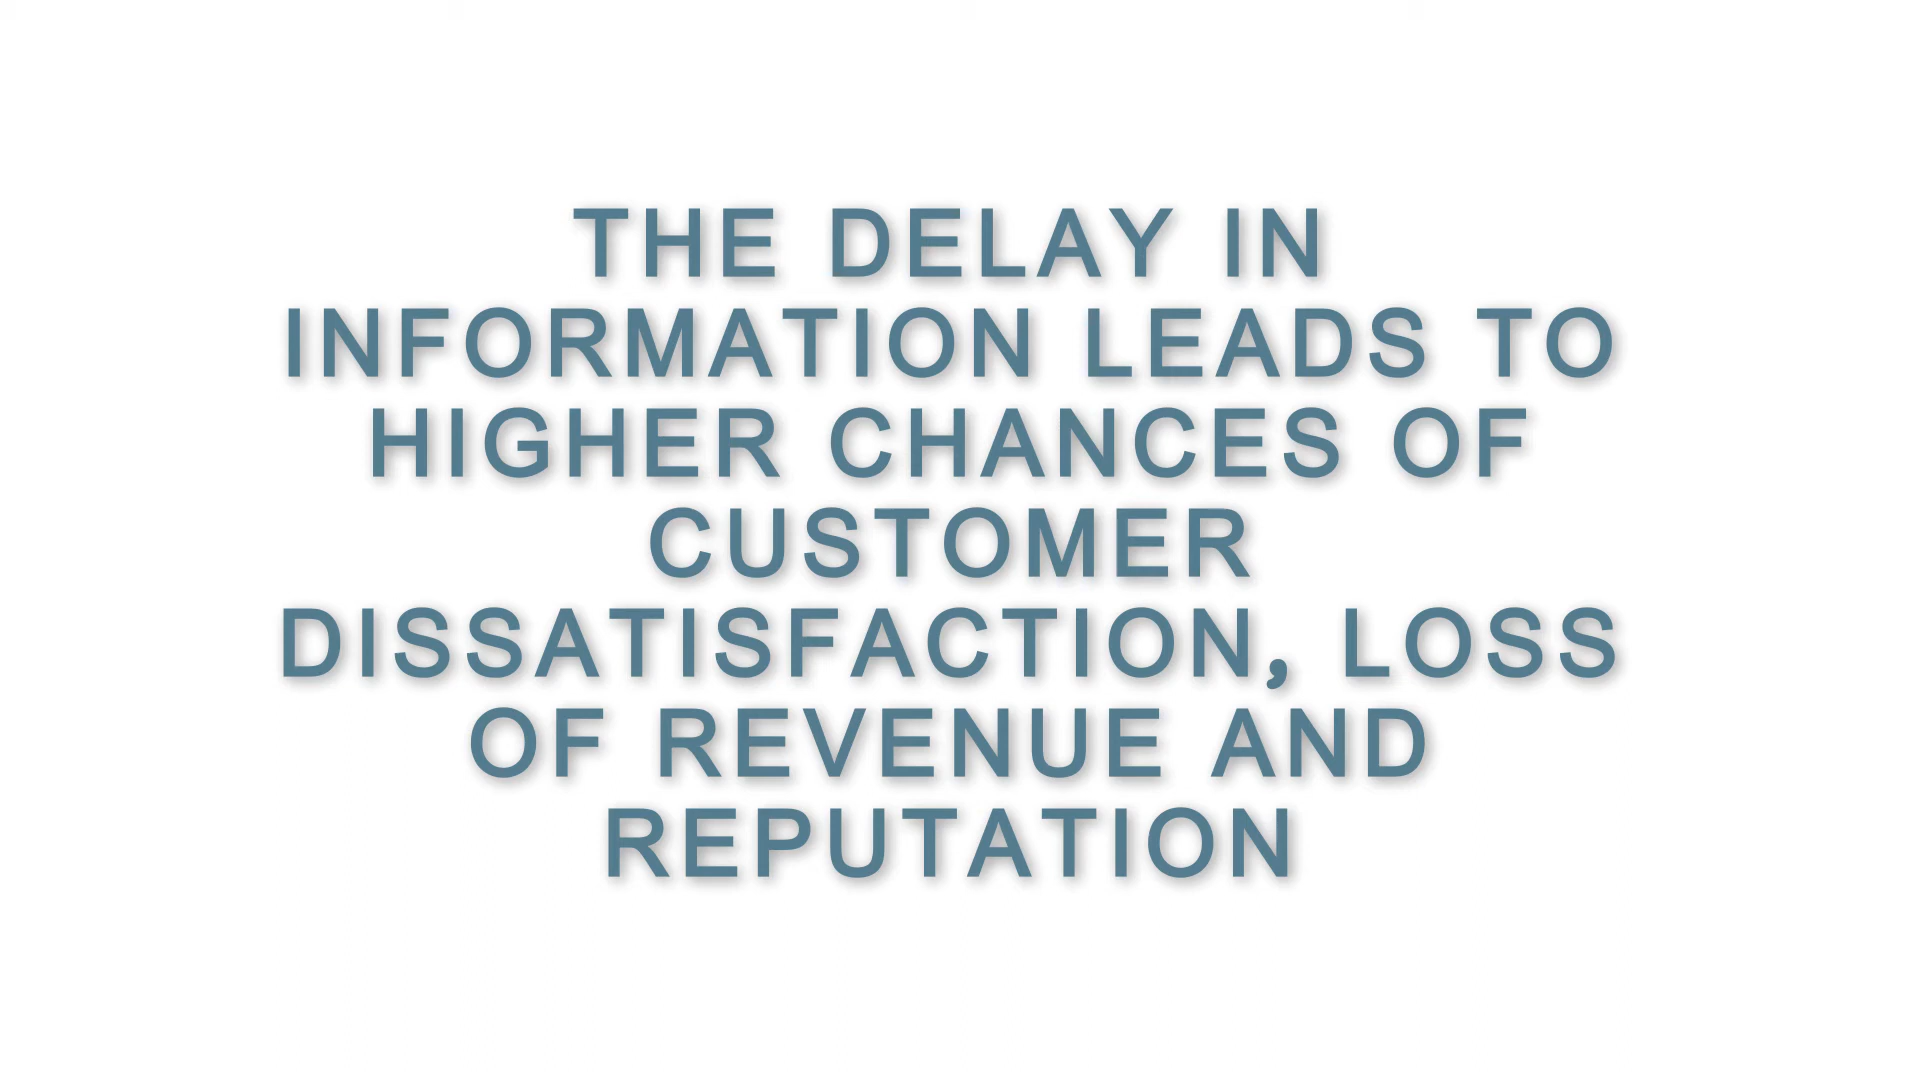 THE DELAY IN
INFORMATION LEADS TO
HIGHER CHANCES OF
CUSTOMER
DISSATISFACTION, LOSS
OF REVENUE AND
REPUTATION